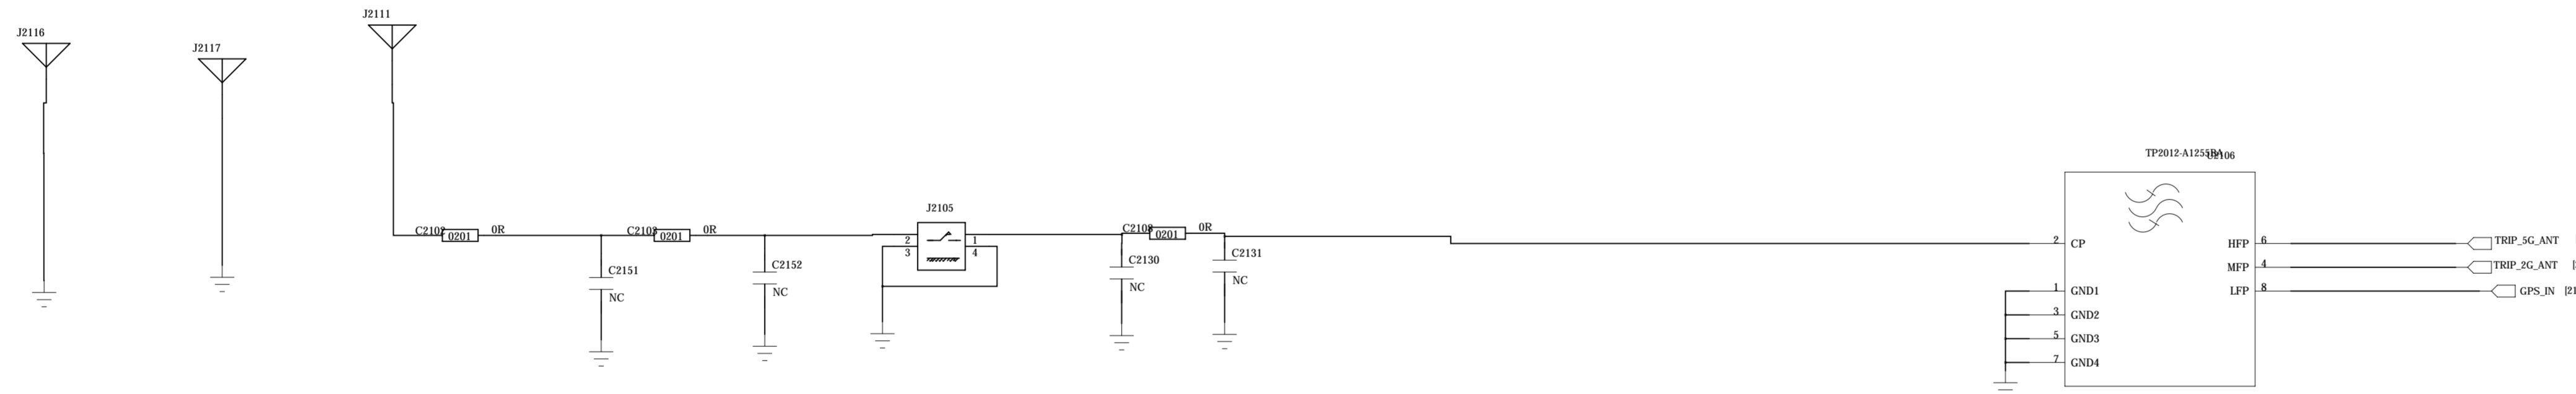 J2111
J2116
J2117
TP2012-A1255BA
U2106
J2105
C2102 0201 0R
C2103 0201 0R
2 1
3 4
C2108 0201 0R
C2151
NC
C2152
NC
C2130
NC
C2131
NC
2 CP HFP 6 TRIP_5G_ANT
MFP 4 TRIP_2G_ANT
1 GND1 LFP 8 GPS_IN [21
3 GND2
5 GND3
7 GND4